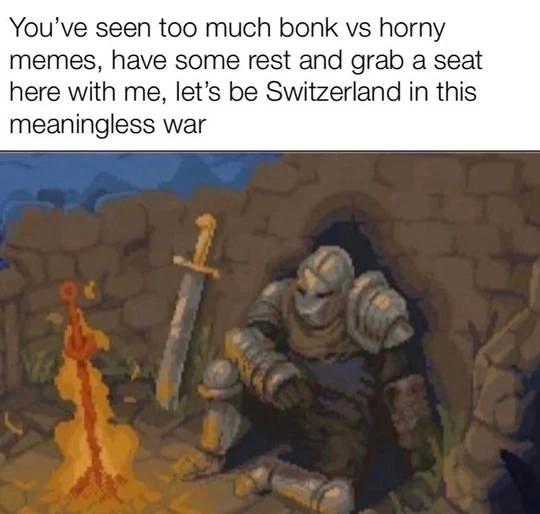 You’ve seen too much bonk vs horny
memes, have some rest and grab a seat
here with me, let’s be Switzerland in this
meaningless war